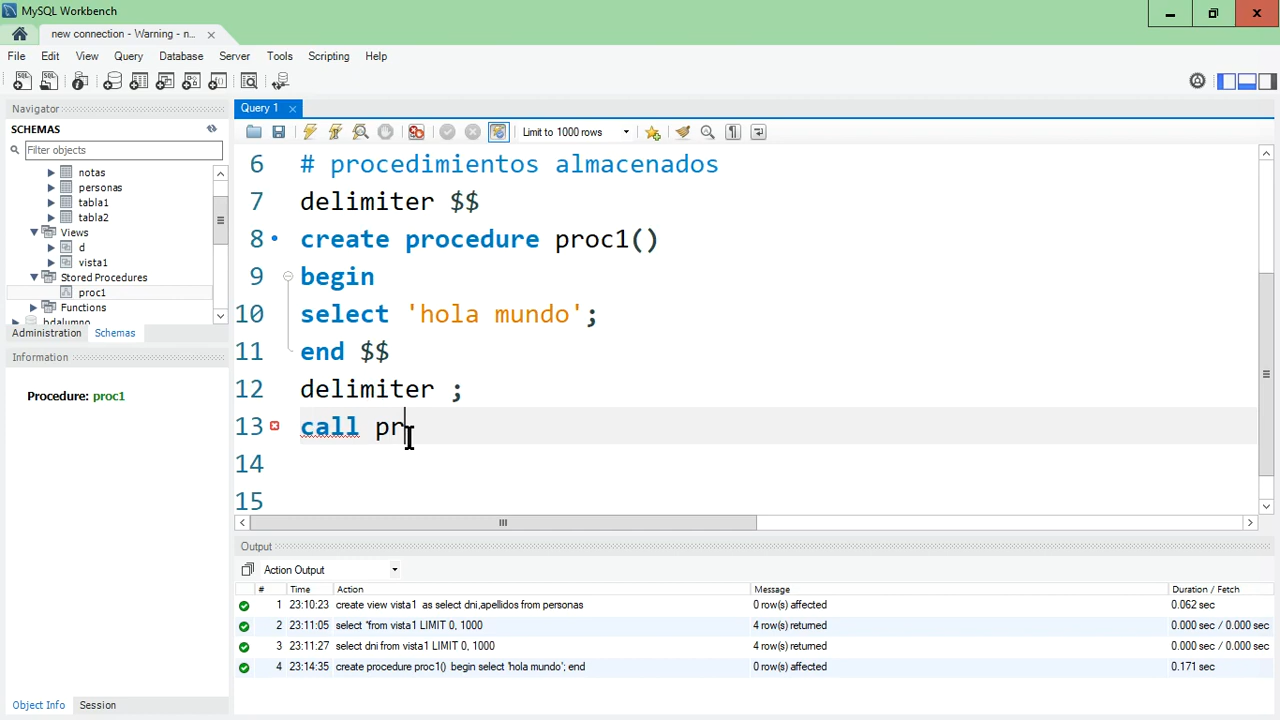 MySQL Workbench
new connection - Warning - n...
File Edit View Query Database Server Tools Scripting Help
Navigator
SCHEMAS
Filter objects
notas
personas
tabla1
tabla2
Views
d
vista1
Stored Procedures
proc1
Functions
bdalumno
Administration Schemas
Information
Procedure: proc1
Object Info Session
Query 1
Limit to 1000 rows
6 # procedimientos almacenados
7 delimiter $$
8 create procedure proc1()
9 begin
10 select 'hola mundo';
11 end $$
12 delimiter ;
13 call pr
14
15
Output
Action Output
# Time Action Message Duration / Fetch
1 23:10:23 create view vista1 as select dni,apellidos from personas 0 row(s) affected 0.062 sec
2 23:11:05 select *from vista1 LIMIT 0, 1000 4 row(s) returned 0.000 sec / 0.000 sec
3 23:11:27 select dni from vista1 LIMIT 0, 1000 4 row(s) returned 0.000 sec / 0.000 sec
4 23:14:35 create procedure proc1() begin select 'hola mundo'; end 0 row(s) affected 0.171 sec